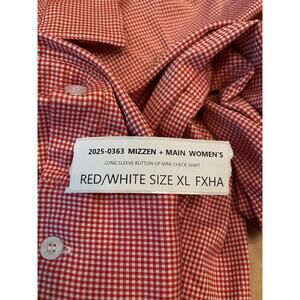 2025-0363 MIZZEN + MAIN WOMEN'S
LONG SLEEVE BUTTON UP MINI CHECK SHIRT
RED/WHITE SIZE XL FXHA